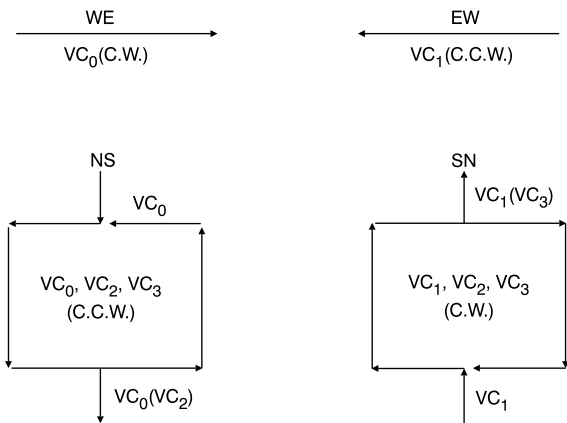 WE
VC0(C.W.)
EW
VC1(C.C.W.)
NS
VC0
VC0, VC2, VC3
(C.C.W.)
VC0(VC2)
SN
VC1(VC3)
VC1, VC2, VC3
(C.W.)
VC1